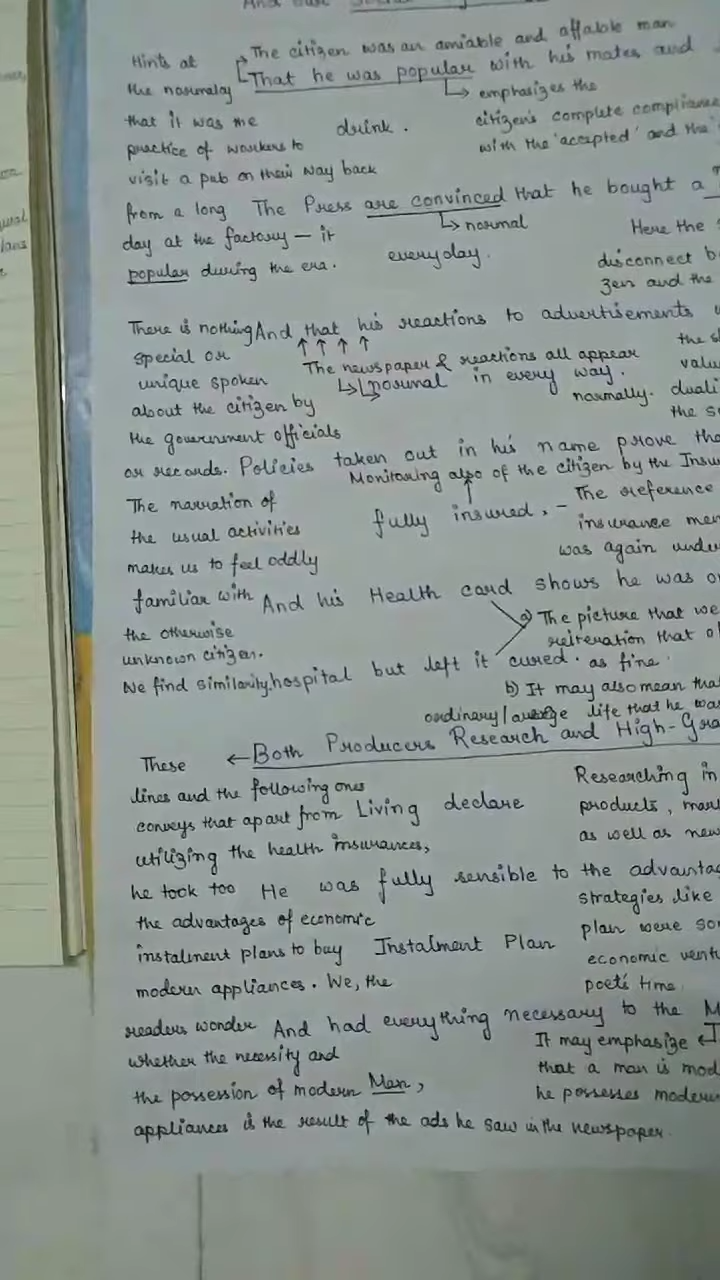 The citizen was an amiable and affable man
Hints at That he was popular with his mates and
the normalcy → emphasizes the
that it was the drink. citizen's complete compliance
practice of workers to with the 'accepted' and the
visit a pub on their way back
from a long The Press are convinced that he bought a
day at the factory — it → normal Here the
popular during the era. everyday. disconnect
zen and the
There is nothing And that his reactions to advertisements
special or ↑ ↑ ↑ ↑ The newspaper & reactions all appear
unique spoken normal in every way.
about the citizen by normally.
the government officials the
or records. Policies taken out in his name prove
Monitoring also of the citizen by the
The narration of
the usual activities fully insured, – The reference
makes us to feel oddly insurance
was again
familiar with And his Health card shows he was
the otherwise a) The picture that we
unknown citizen. reiteration that
We find similarity. hospital but left it cured. as fine.
b) It may also mean
ordinary/average life that he
These ← Both Producers Research and
lines and the following ones Researching in
conveys that apart from Living declare products,
utilizing the health insurances, as well as new
he took too He was fully sensible to the
the advantages of economic strategies like
instalment plans to buy Instalment Plan plan were
modern appliances. We, the economic
poet's time.
readers wonder And had everything necessary to the
whether the necessity and It may emphasize ←
the possession of modern Man, that a man is
he possesses
appliances is the result of the ads he saw in the newspaper.